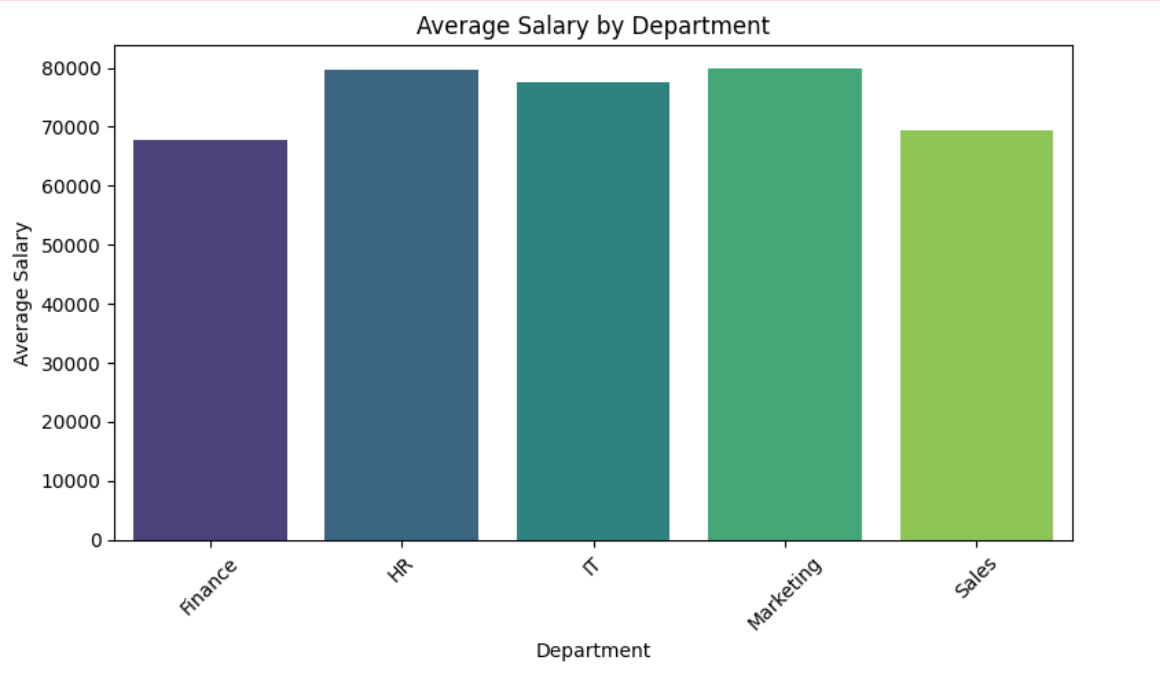 Average Salary by Department
Average Salary
80000
70000
60000
50000
40000
30000
20000
10000
0
Finance
HR
IT
Marketing
Sales
Department